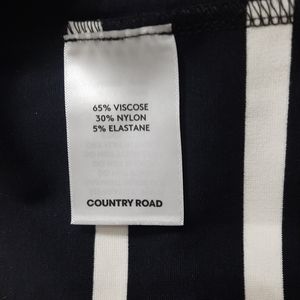 65% VISCOSE
30% NYLON
5% ELASTANE
COUNTRY ROAD